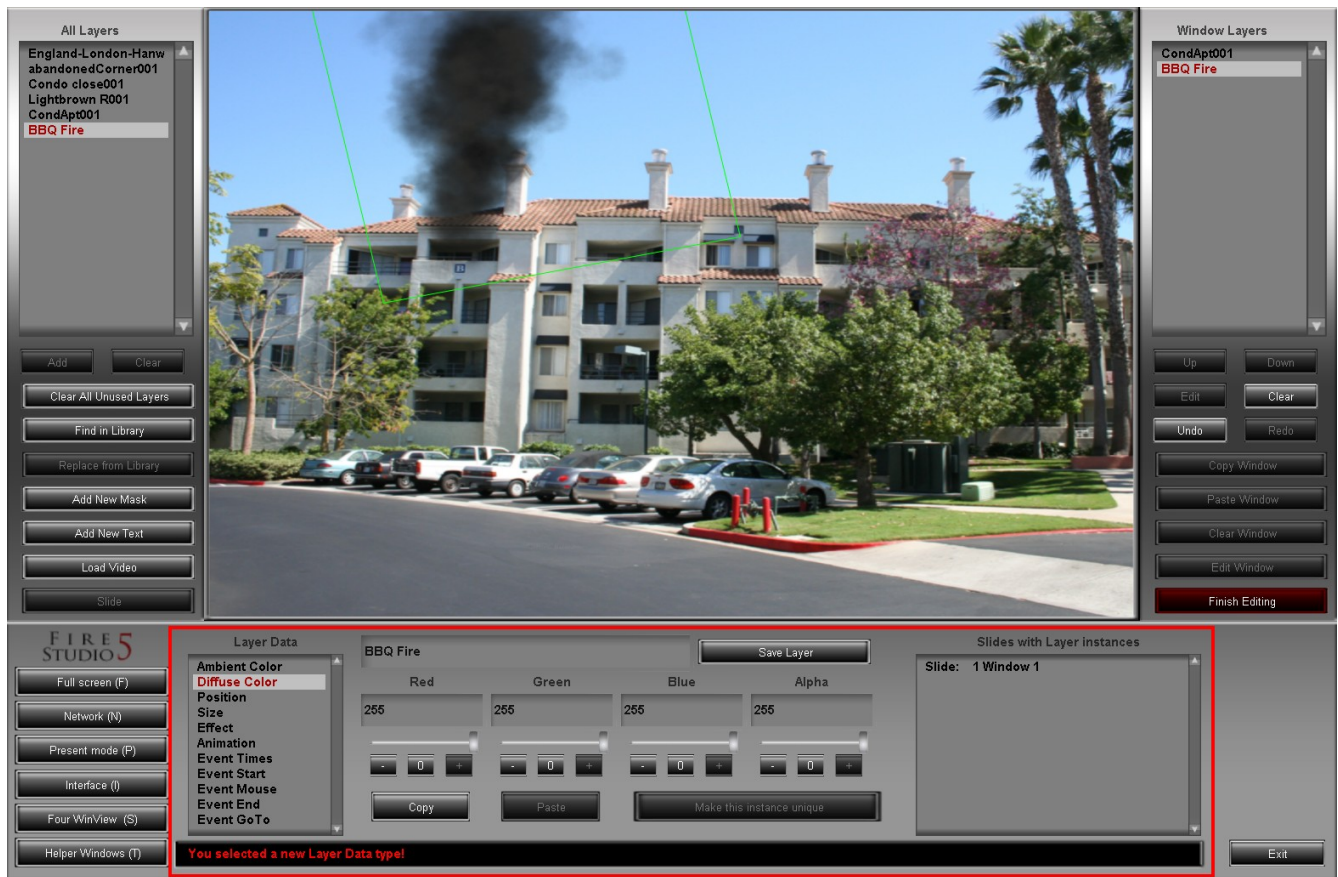 All Layers
England-London-Hanw
abandonedCorner001
Condo close001
Lightbrown R001
CondApt001
BBQ Fire
Add Clear
Clear All Unused Layers
Find in Library
Replace from Library
Add New Mask
Add New Text
Load Video
Slide
Window Layers
CondApt001
BBQ Fire
Up Down
Edit Clear
Undo Redo
Copy Window
Paste Window
Clear Window
Edit Window
Finish Editing
FIRE
STUDIO 5
Full screen (F)
Network (N)
Present mode (P)
Interface (I)
Four WinView (S)
Helper Windows (T)
Layer Data
Ambient Color
Diffuse Color
Position
Size
Effect
Animation
Event Times
Event Start
Event Mouse
Event End
Event GoTo
BBQ Fire
Save Layer
Red Green Blue Alpha
255 255 255 255
- 0 + - 0 + - 0 + - 0 +
Copy Paste Make this instance unique
Slides with Layer instances
Slide: 1 Window 1
You selected a new Layer Data type!
Exit